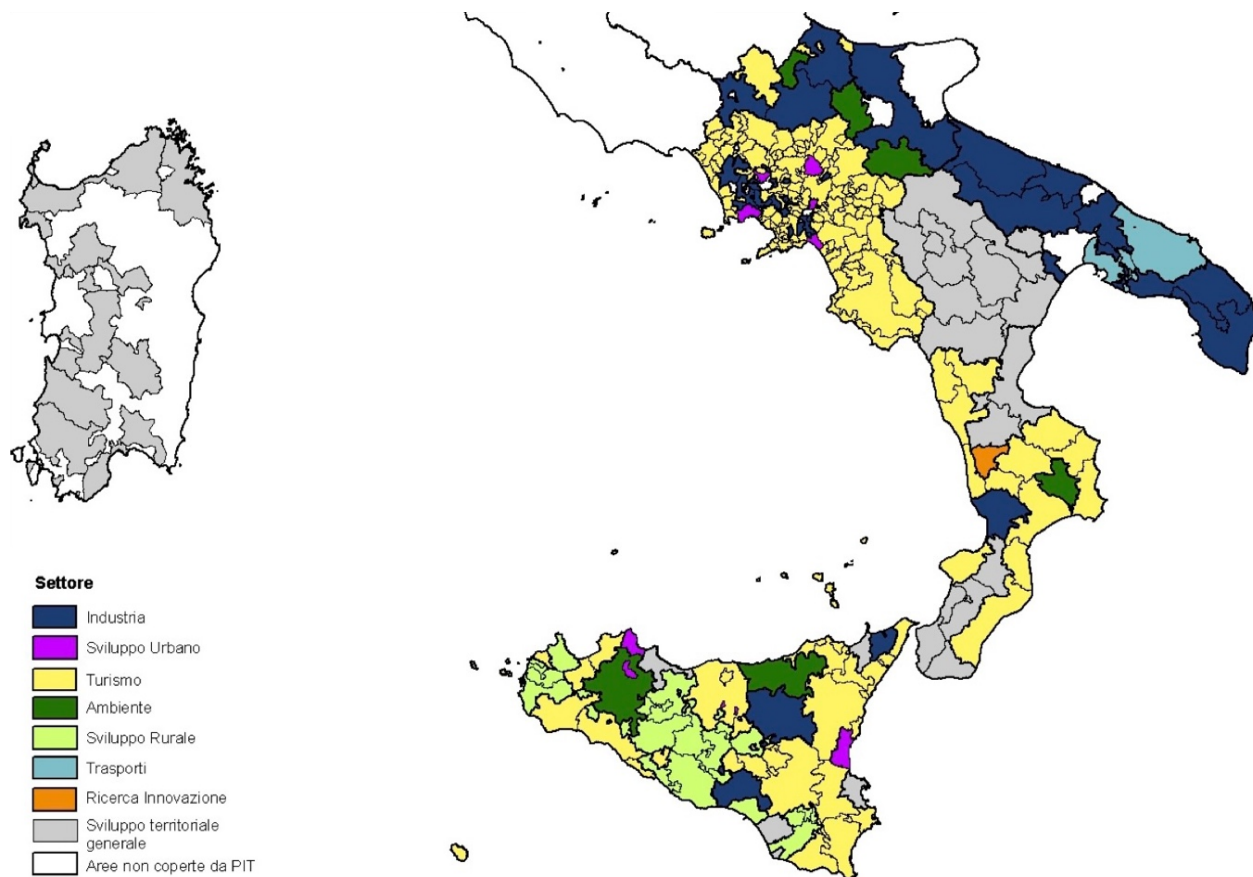 Settore
Industria
Sviluppo Urbano
Turismo
Ambiente
Sviluppo Rurale
Trasporti
Ricerca Innovazione
Sviluppo territoriale
generale
Aree non coperte da PIT